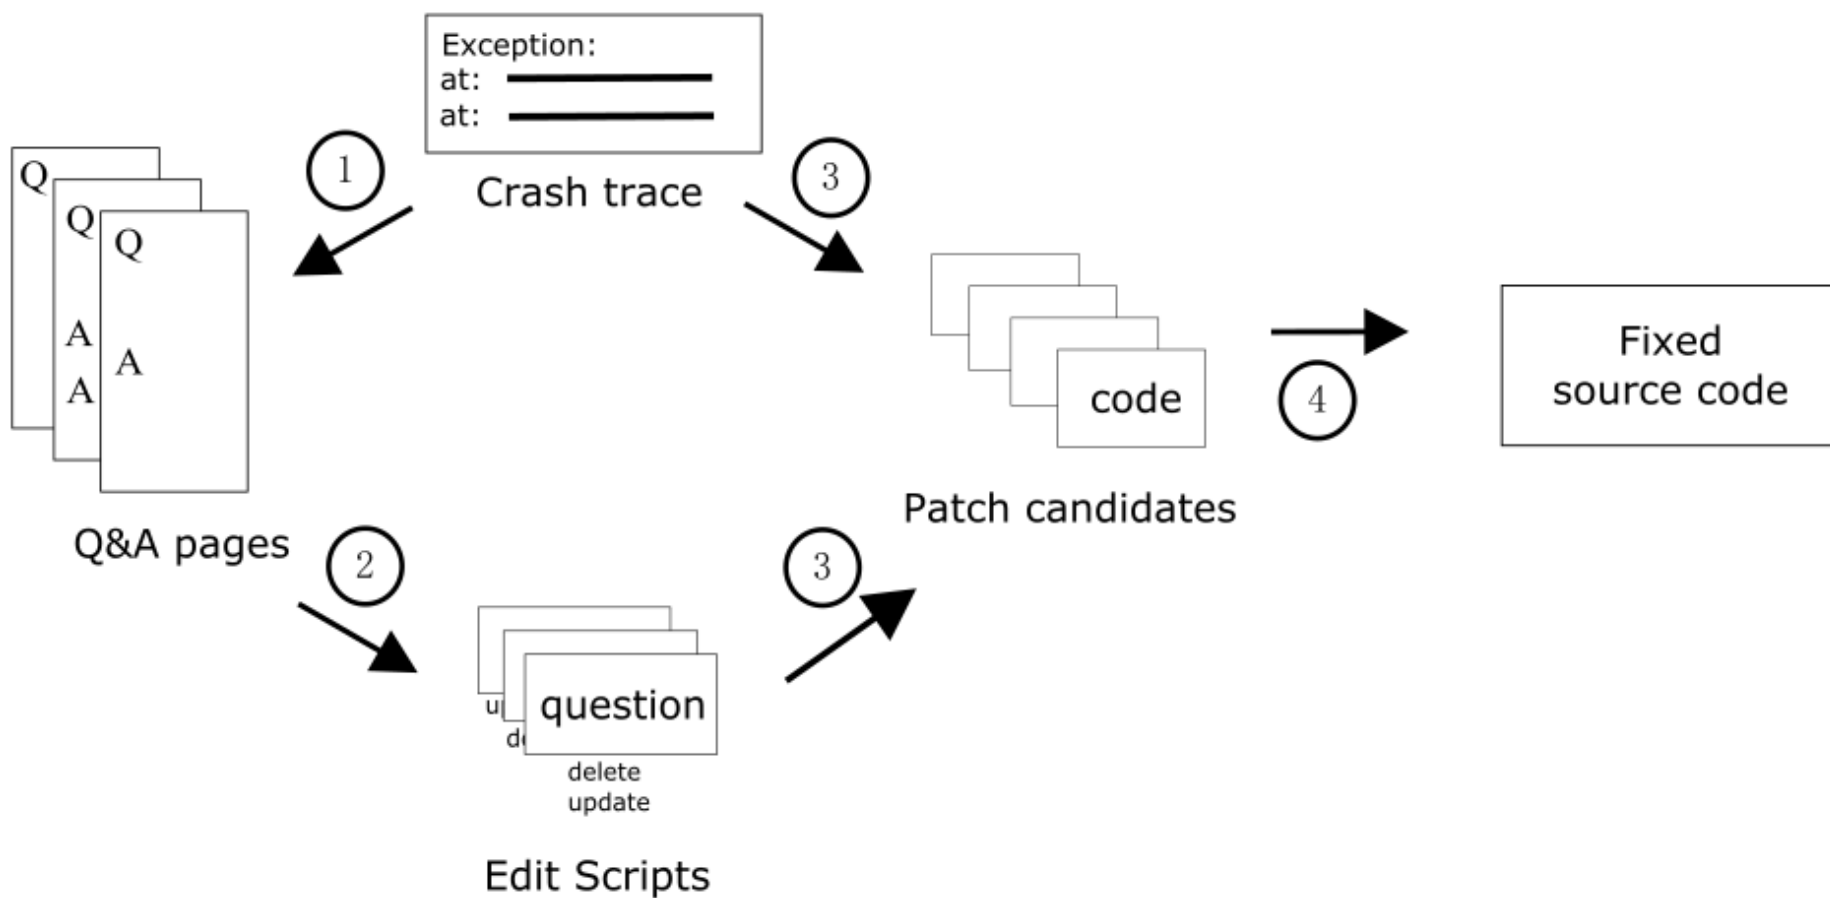 Exception:
at:
at:
Crash trace
1
3
Q
Q
Q
A
A
A
Q&A pages
code
Patch candidates
4
Fixed
source code
2
3
question
delete
update
Edit Scripts